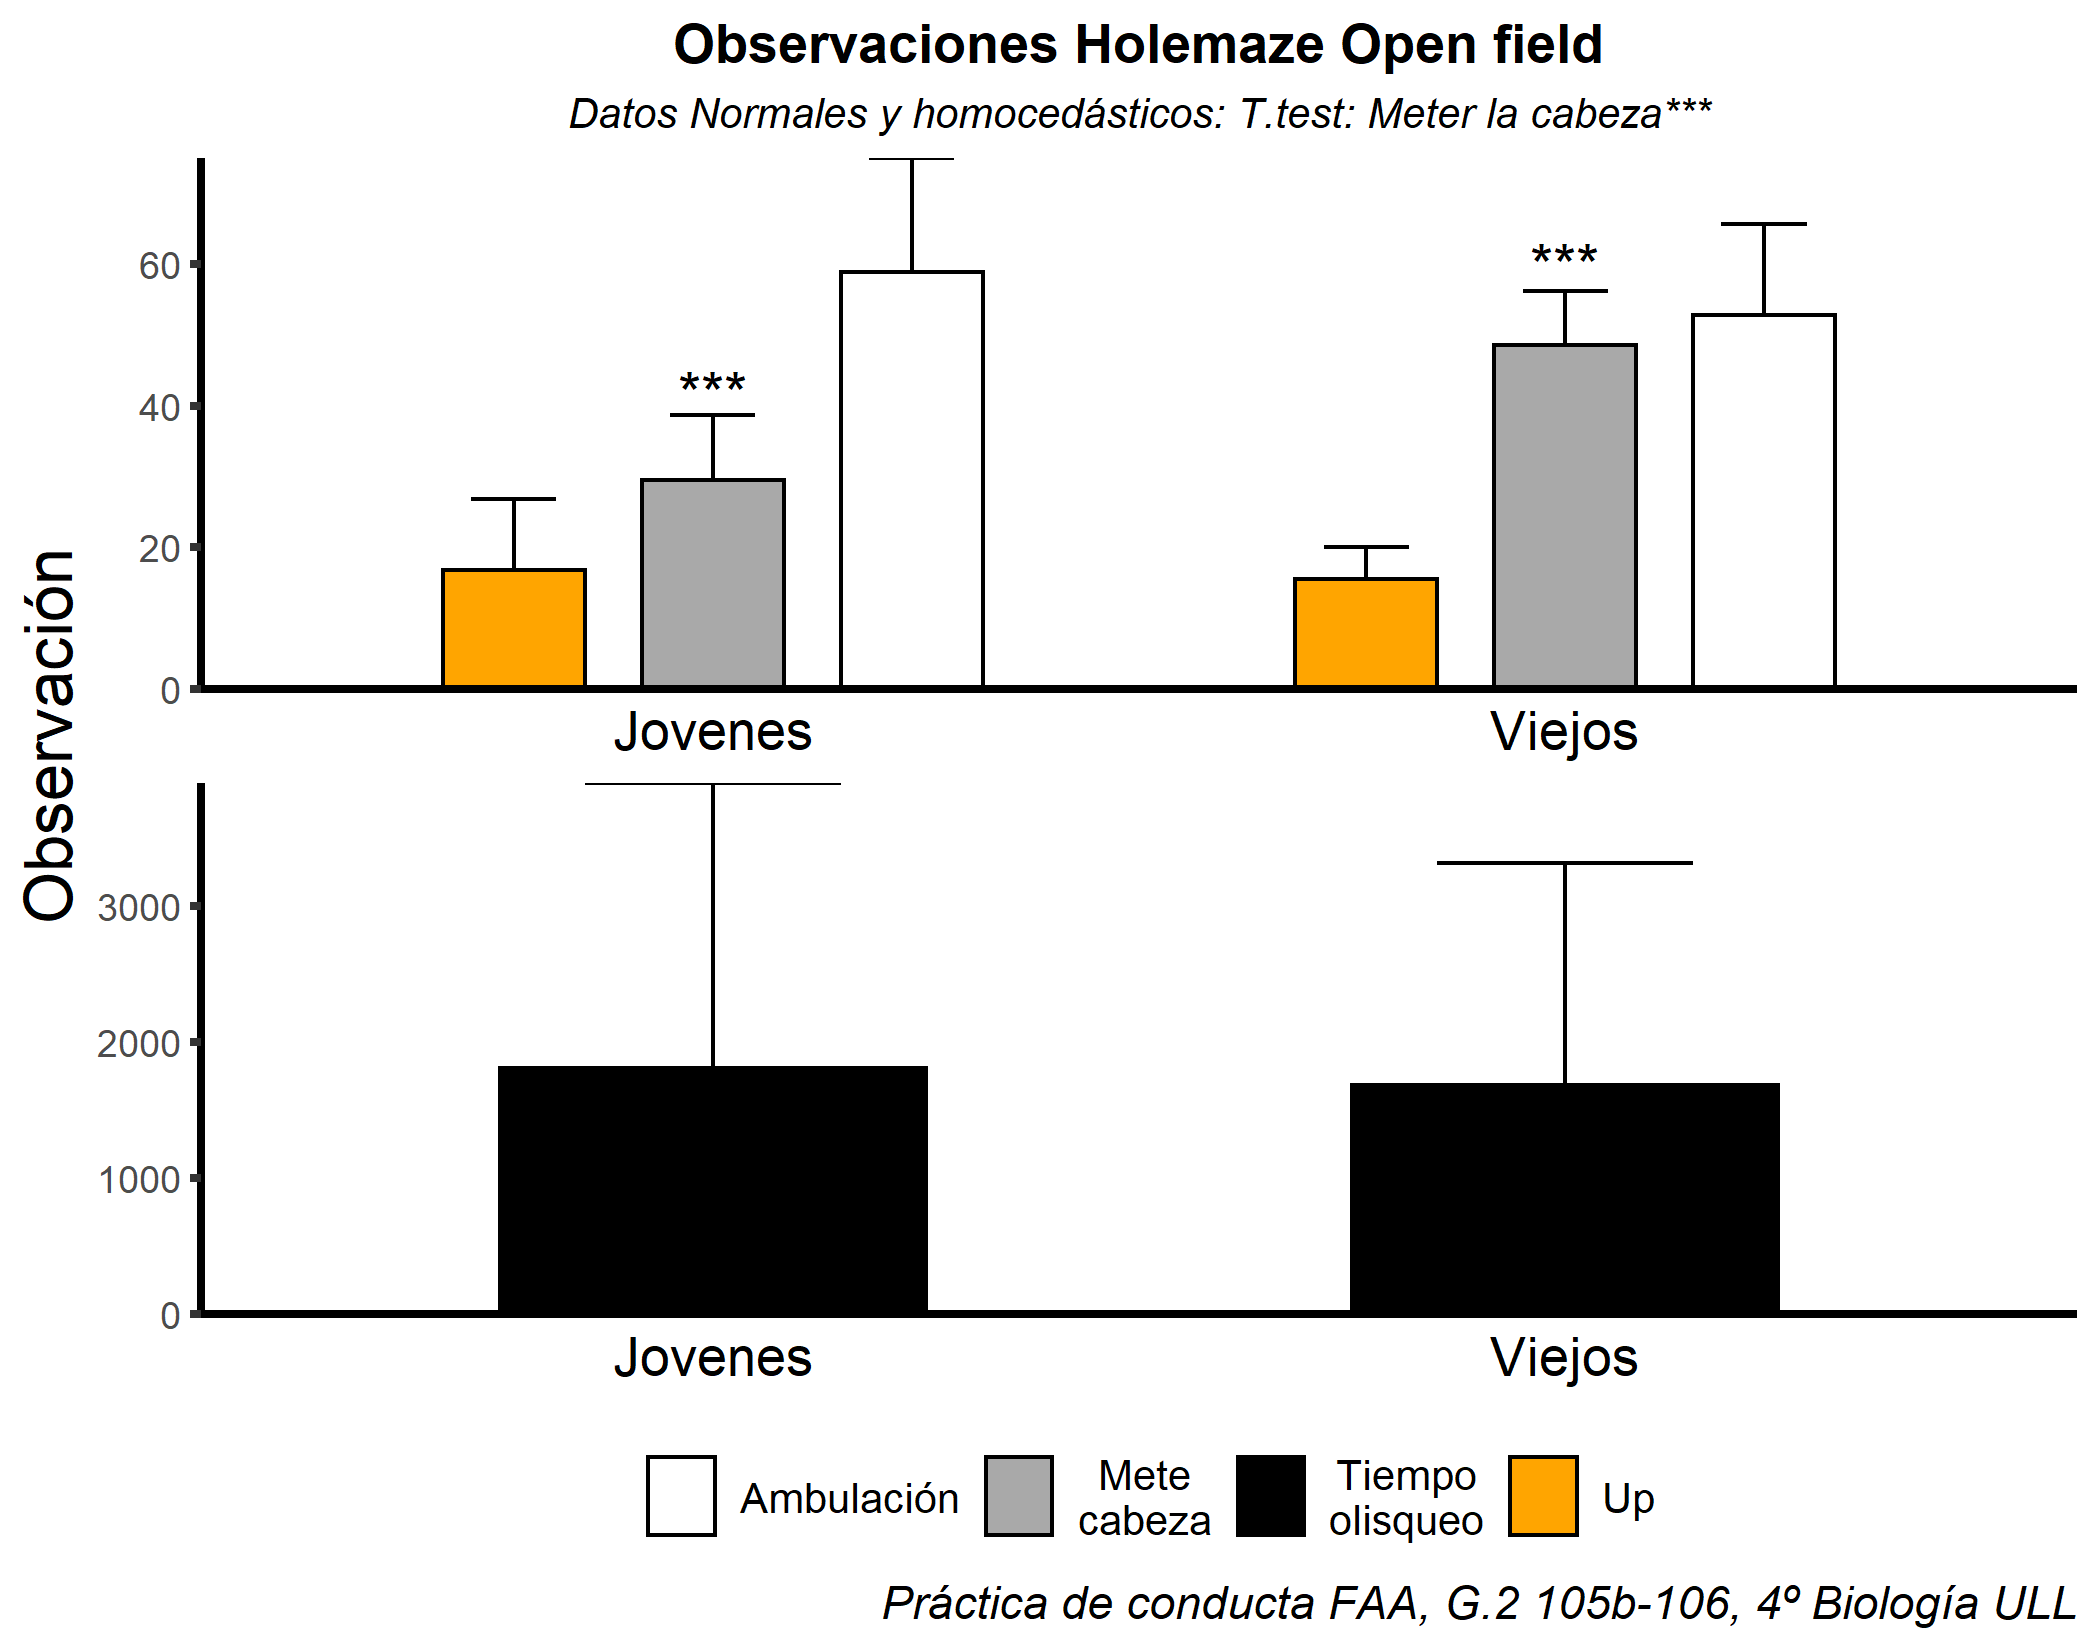 Observaciones Holemaze Open field
Datos Normales y homocedásticos: T.test: Meter la cabeza***
Observación
60
40
20
0
***
***
Jovenes
Viejos
3000
2000
1000
0
Jovenes
Viejos
Ambulación
Mete
cabeza
Tiempo
olisqueo
Up
Práctica de conducta FAA, G.2 105b-106, 4º Biología ULL